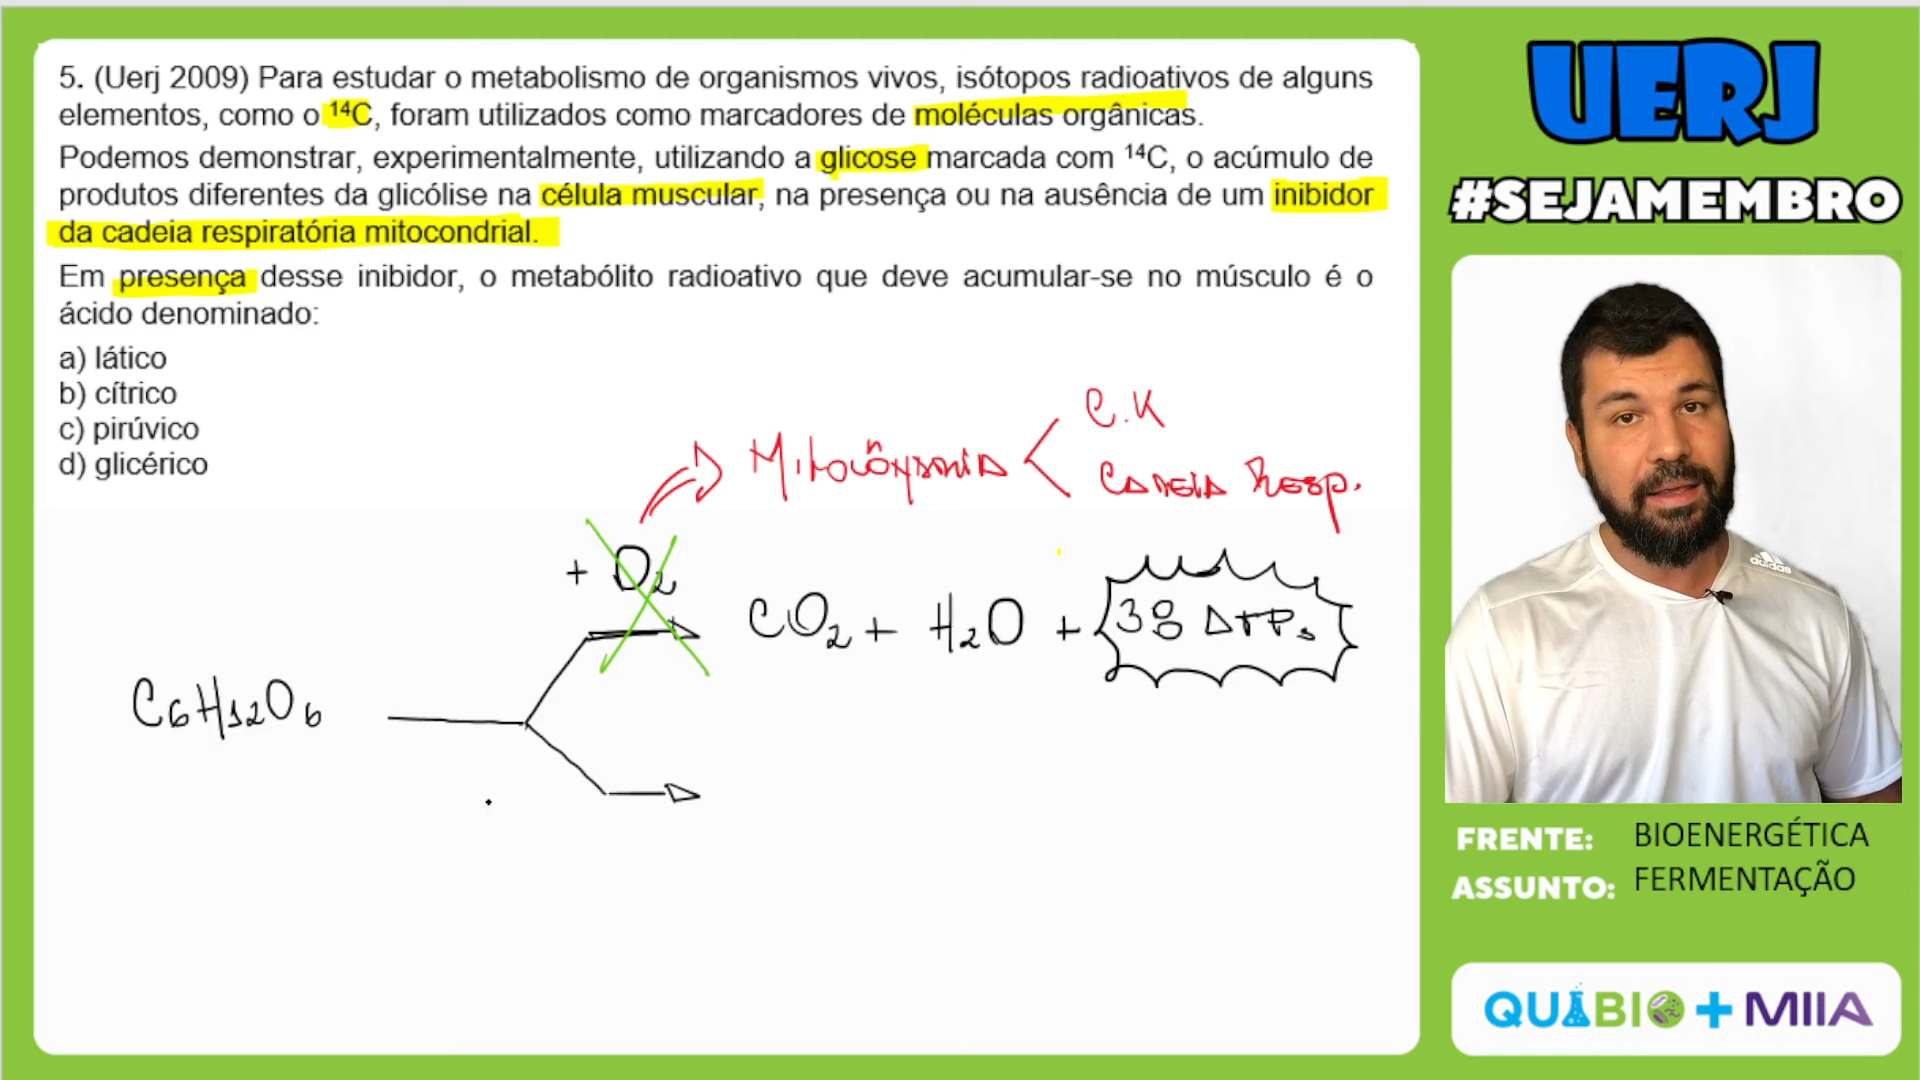 5. (Uerj 2009) Para estudar o metabolismo de organismos vivos, isótopos radioativos de alguns
elementos, como o ¹⁴C, foram utilizados como marcadores de moléculas orgânicas.
Podemos demonstrar, experimentalmente, utilizando a glicose marcada com ¹⁴C, o acúmulo de
produtos diferentes da glicólise na célula muscular, na presença ou na ausência de um inibidor
da cadeia respiratória mitocondrial.
Em presença desse inibidor, o metabólito radioativo que deve acumular-se no músculo é o
ácido denominado:
a) lático
b) cítrico
c) pirúvico
d) glicérico
C.K
Mitocôndria
Cadeia Resp.
+ O₂
CO₂ + H₂O + 38 ATPs
C₆H₁₂O₆
UERJ
#SEJAMEMBRO
adidas
FRENTE: BIOENERGÉTICA
ASSUNTO: FERMENTAÇÃO
QUIBIO + MIIA